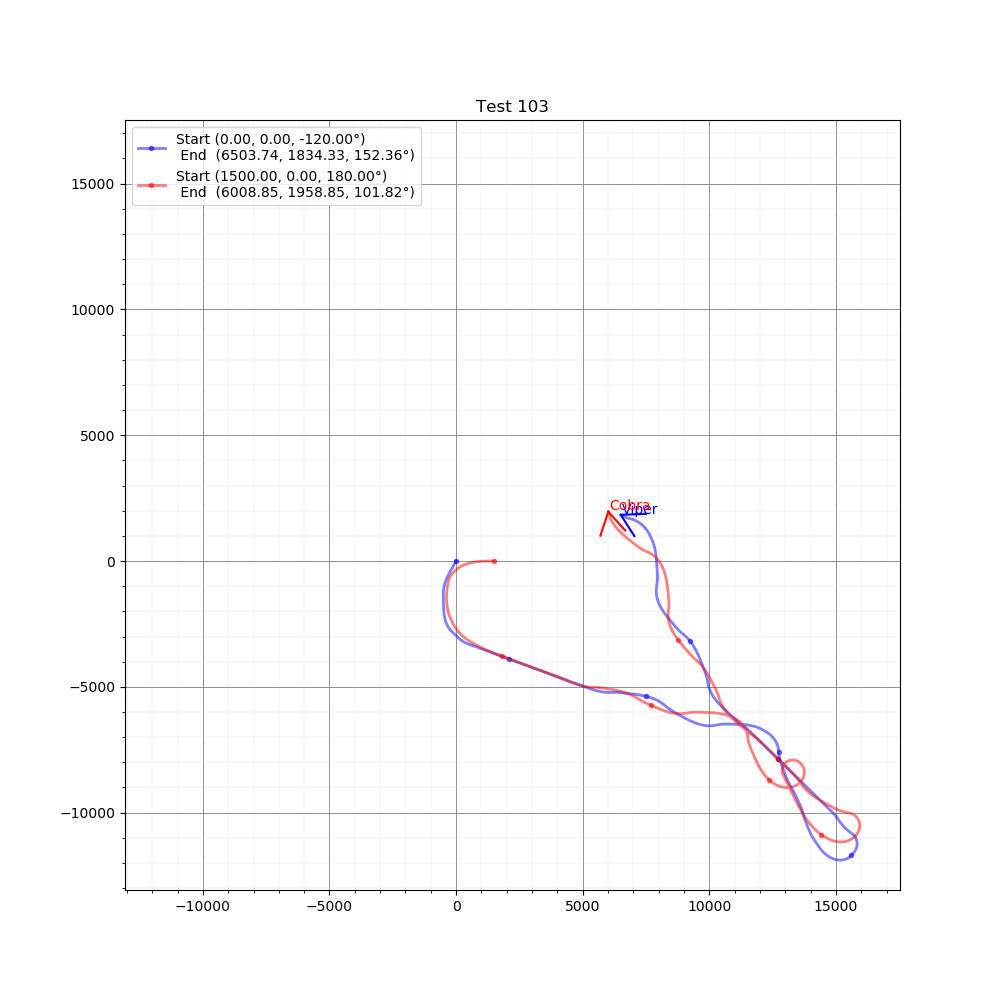 Test 103
Start (0.00, 0.00, -120.00°)
End (6503.74, 1834.33, 152.36°)
Start (1500.00, 0.00, 180.00°)
End (6008.85, 1958.85, 101.82°)
15000
10000
5000
0
−5000
−10000
Cobra
Viper
−10000 −5000 0 5000 10000 15000